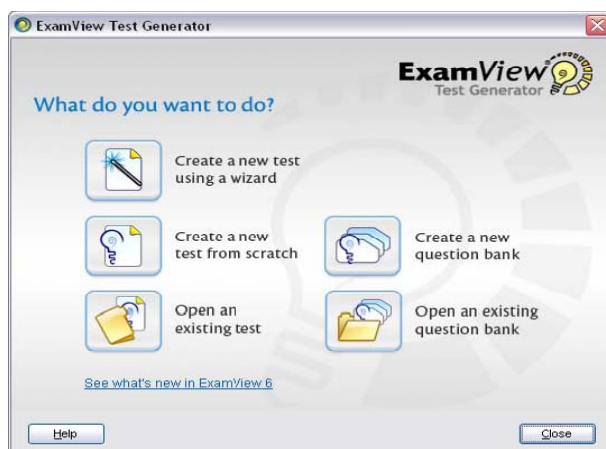 ExamView Test Generator
ExamView
Test Generator
What do you want to do?
Create a new test
using a wizard
Create a new
test from scratch
Create a new
question bank
Open an
existing test
Open an existing
question bank
See what's new in ExamView 6
Help
Close